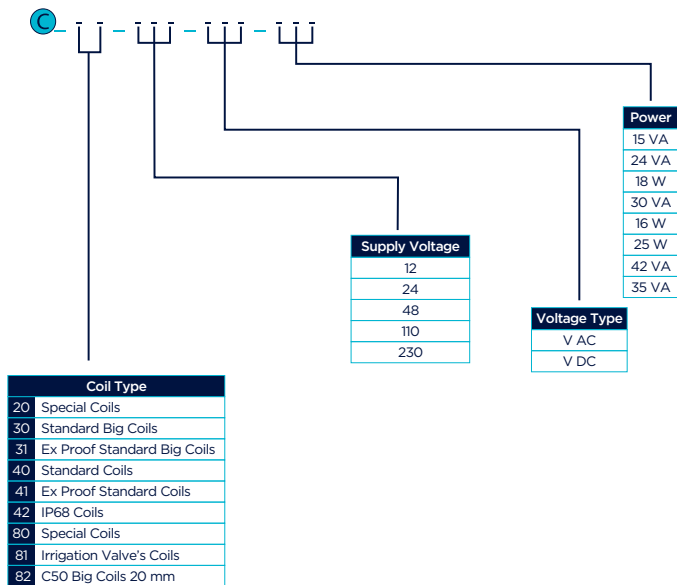 C
Power
15 VA
24 VA
18 W
30 VA
16 W
25 W
42 VA
35 VA
Supply Voltage
12
24
48
110
230
Voltage Type
V AC
V DC
Coil Type
20 Special Coils
30 Standard Big Coils
31 Ex Proof Standard Big Coils
40 Standard Coils
41 Ex Proof Standard Coils
42 IP68 Coils
80 Special Coils
81 Irrigation Valve's Coils
82 C50 Big Coils 20 mm